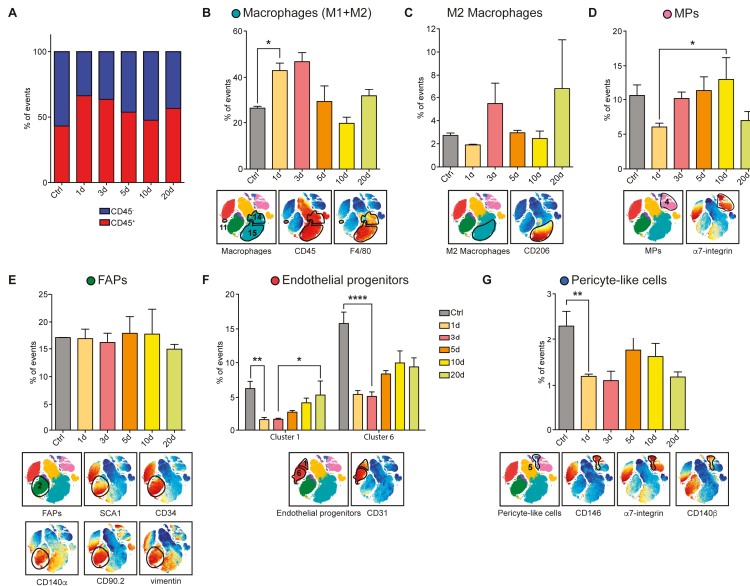 A
100
50
0
% of events
Ctrl 1d 3d 5d 10d 20d
CD45-
CD45+
B
Macrophages (M1+M2)
60
40
20
0
% of events
*
Ctrl 1d 3d 5d 10d 20d
11 14 15
Macrophages CD45 F4/80
C
M2 Macrophages
12
10
8
6
4
2
0
% of events
Ctrl 1d 3d 5d 10d 20d
M2 Macrophages CD206
D
MPs
20
15
10
5
0
% of events
*
Ctrl 1d 3d 5d 10d 20d
4
MPs α7-integrin
E
FAPs
25
20
15
10
5
0
% of events
Ctrl 1d 3d 5d 10d 20d
2
FAPs SCA1 CD34
CD140α CD90.2 vimentin
F
Endothelial progenitors
20
15
10
5
0
% of events
** * ****
Cluster 1 Cluster 6
Ctrl
1d
3d
5d
10d
20d
6
Endothelial progenitors CD31
G
Pericyte-like cells
3
2
1
0
% of events
**
Ctrl 1d 3d 5d 10d 20d
5
Pericyte-like cells CD146 α7-integrin CD140β